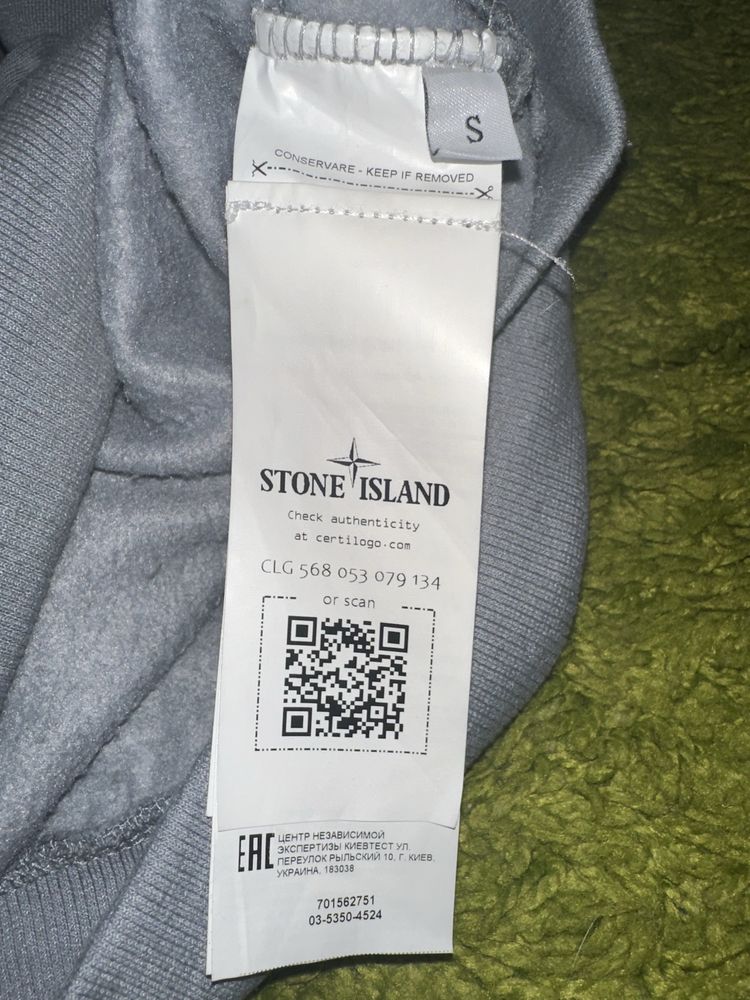 S
CONSERVARE - KEEP IF REMOVED
STONE ISLAND
Check authenticity
at certilogo.com
CLG 568 053 079 134
or scan
EAC
ЦЕНТР НЕЗАВИСИМОЙ
ЭКСПЕРТИЗЫ КИЕВТЕСТ УЛ.
ПЕРЕУЛОК РЫЛЬСКИЙ 10, Г. КИЕВ,
УКРАИНА, 183038
701562751
03-5350-4524